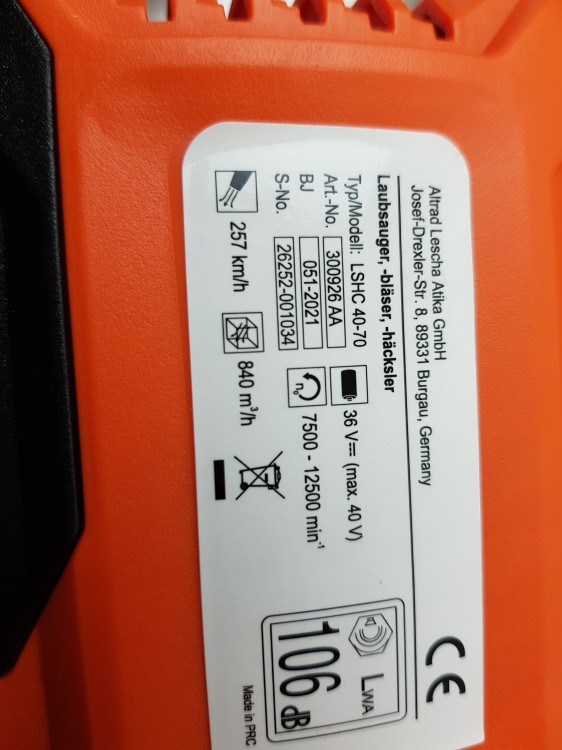 Altrad Lescha Atika GmbH
Josef-Drexler-Str. 8, 89331 Burgau, Germany
CE
Laubsauger, -bläser, -häcksler
Typ/Modell: LSHC 40-70
36 V⎓ (max. 40 V)
Art.-No. 300926 AA
BJ 051-2021
n₀ 7500 - 12500 min⁻¹
S-No. 26252-001034
257 km/h
840 m³/h
LWA
106 dB
Made in PRC